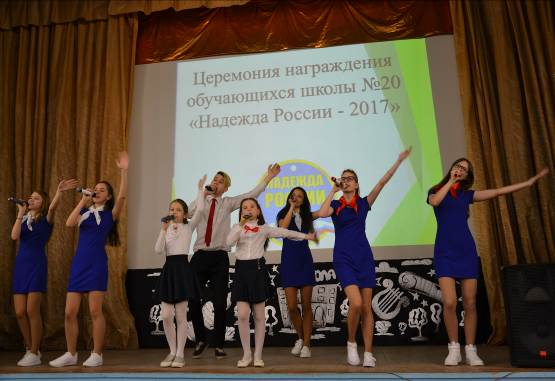 Церемония награждения
обучающихся школы №20
«Надежда России - 2017»
НАДЕЖДА
РОССИИ